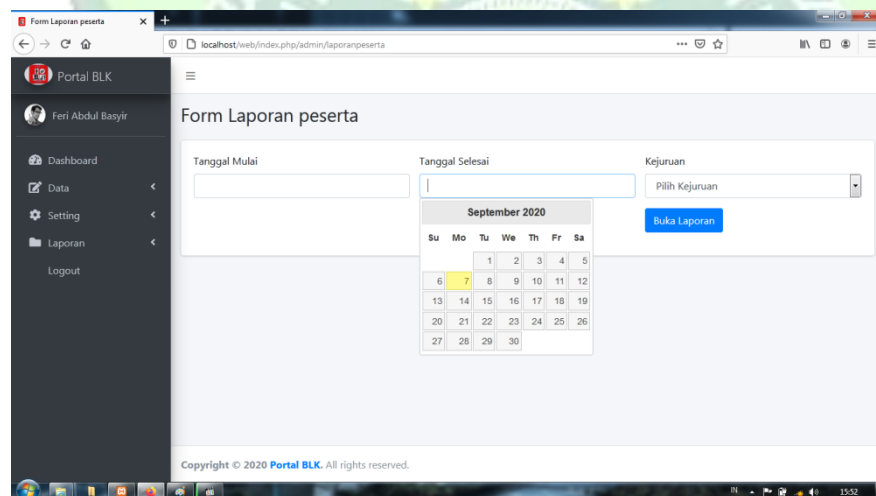 Form Laporan peserta
localhost/web/index.php/admin/laporanpeserta
Portal BLK
Feri Abdul Basyir
Form Laporan peserta
Dashboard
Data
Setting
Laporan
Logout
Tanggal Mulai
Tanggal Selesai
Kejuruan
Pilih Kejuruan
Buka Laporan
September 2020
Su Mo Tu We Th Fr Sa
1 2 3 4 5
6 7 8 9 10 11 12
13 14 15 16 17 18 19
20 21 22 23 24 25 26
27 28 29 30
Copyright © 2020 Portal BLK. All rights reserved.
IN
15:52